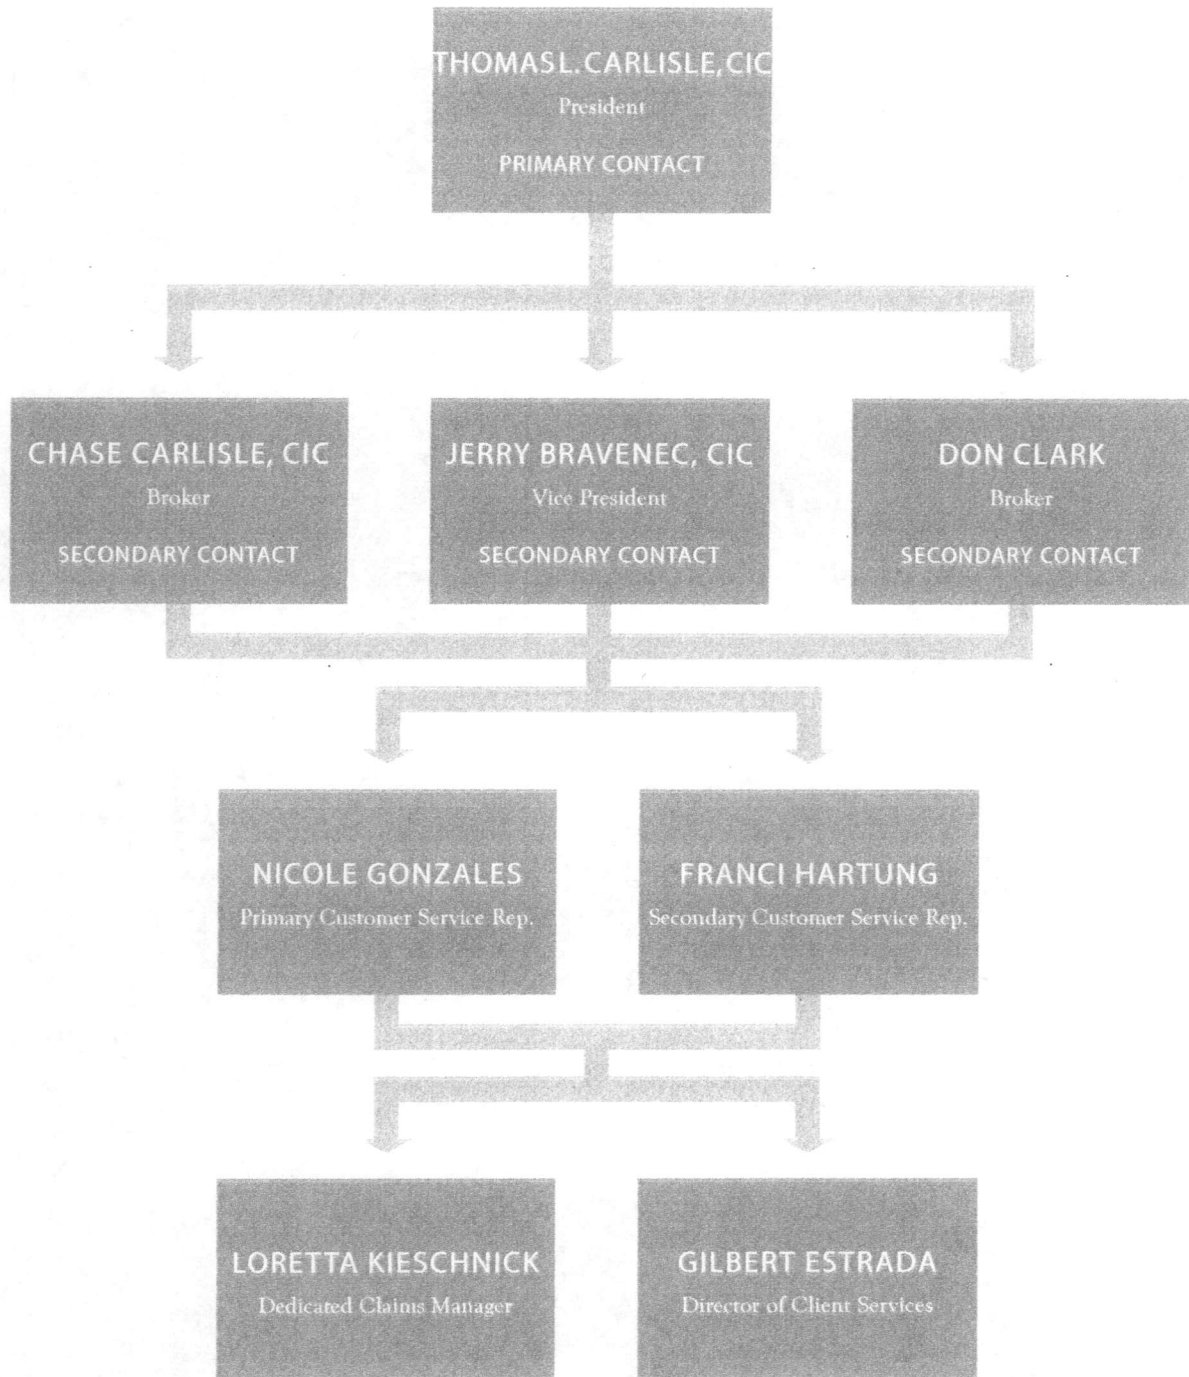 THOMAS L. CARLISLE, CIC
President
PRIMARY CONTACT
CHASE CARLISLE, CIC
Broker
SECONDARY CONTACT
JERRY BRAVENEC, CIC
Vice President
SECONDARY CONTACT
DON CLARK
Broker
SECONDARY CONTACT
NICOLE GONZALES
Primary Customer Service Rep.
FRANCI HARTUNG
Secondary Customer Service Rep.
LORETTA KIESCHNICK
Dedicated Claims Manager
GILBERT ESTRADA
Director of Client Services